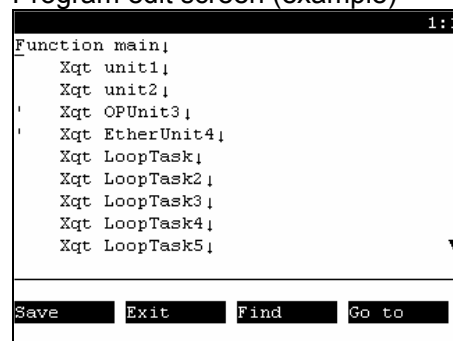 Program edit screen (example)
1:1
Function main↓
Xqt unit1↓
Xqt unit2↓
' Xqt OPUnit3↓
' Xqt EtherUnit4↓
Xqt LoopTask↓
Xqt LoopTask2↓
Xqt LoopTask3↓
Xqt LoopTask4↓
Xqt LoopTask5↓
Save Exit Find Go to